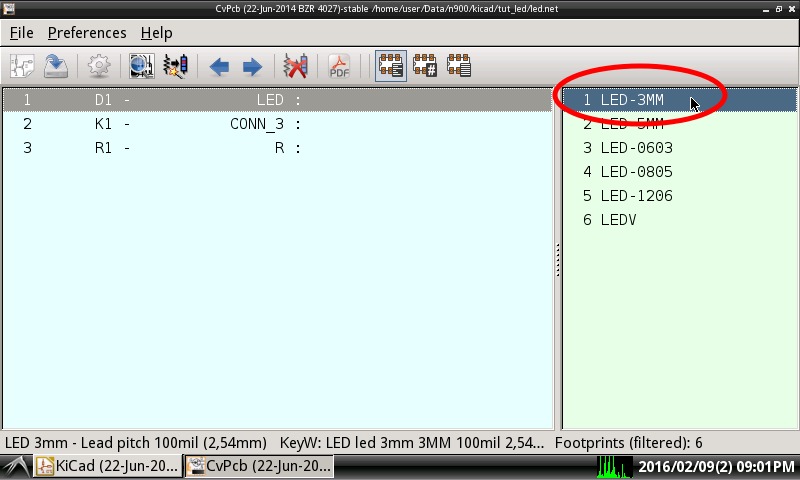 CvPcb (22-Jun-2014 BZR 4027)-stable /home/user/Data/n900/kicad/tut_led/led.net
File Preferences Help
PDF
1 D1 - LED :
2 K1 - CONN_3 :
3 R1 - R :
1 LED-3MM
2 LED-5MM
3 LED-0603
4 LED-0805
5 LED-1206
6 LEDV
LED 3mm - Lead pitch 100mil (2,54mm) KeyW: LED led 3mm 3MM 100mil 2,54... Footprints (filtered): 6
KiCad (22-Jun-20... CvPcb (22-Jun-20... 2016/02/09(2) 09:01PM